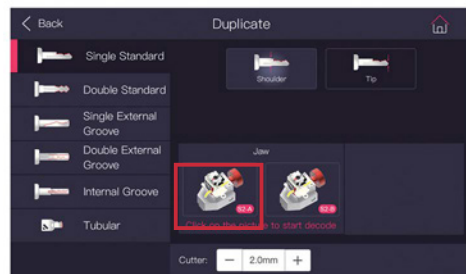 Back
Duplicate
Single Standard
Double Standard
Single External
Groove
Double External
Groove
Internal Groove
Tubular
Shoulder
Tip
Jaw
S2-A
S2-B
Click on the picture to start decode
Cutter:
2.0mm